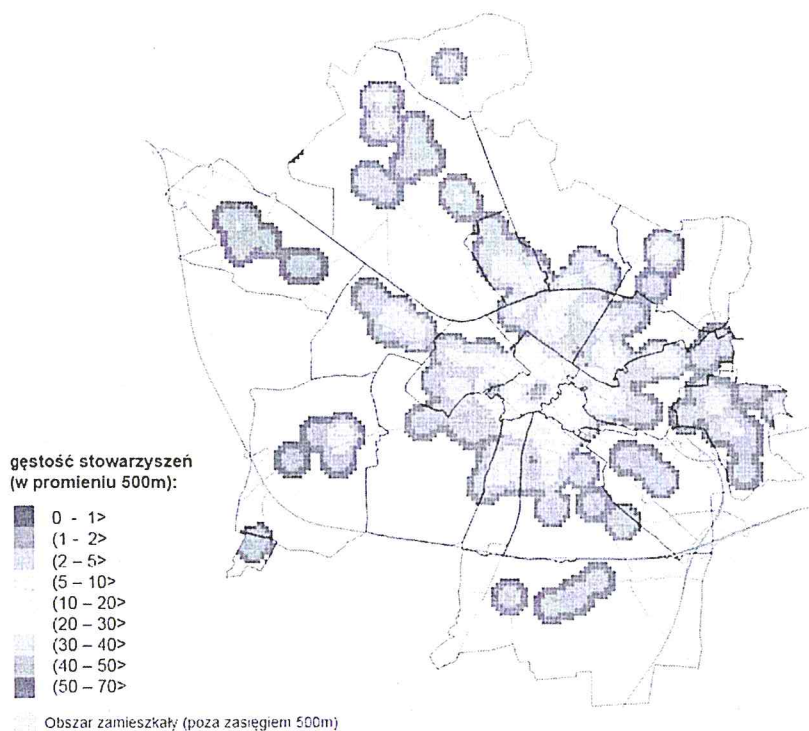 gęstość stowarzyszeń
(w promieniu 500m):
0 - 1>
(1 - 2>
(2 – 5>
(5 – 10>
(10 – 20>
(20 – 30>
(30 – 40>
(40 – 50>
(50 – 70>
Obszar zamieszkały (poza zasięgiem 500m)